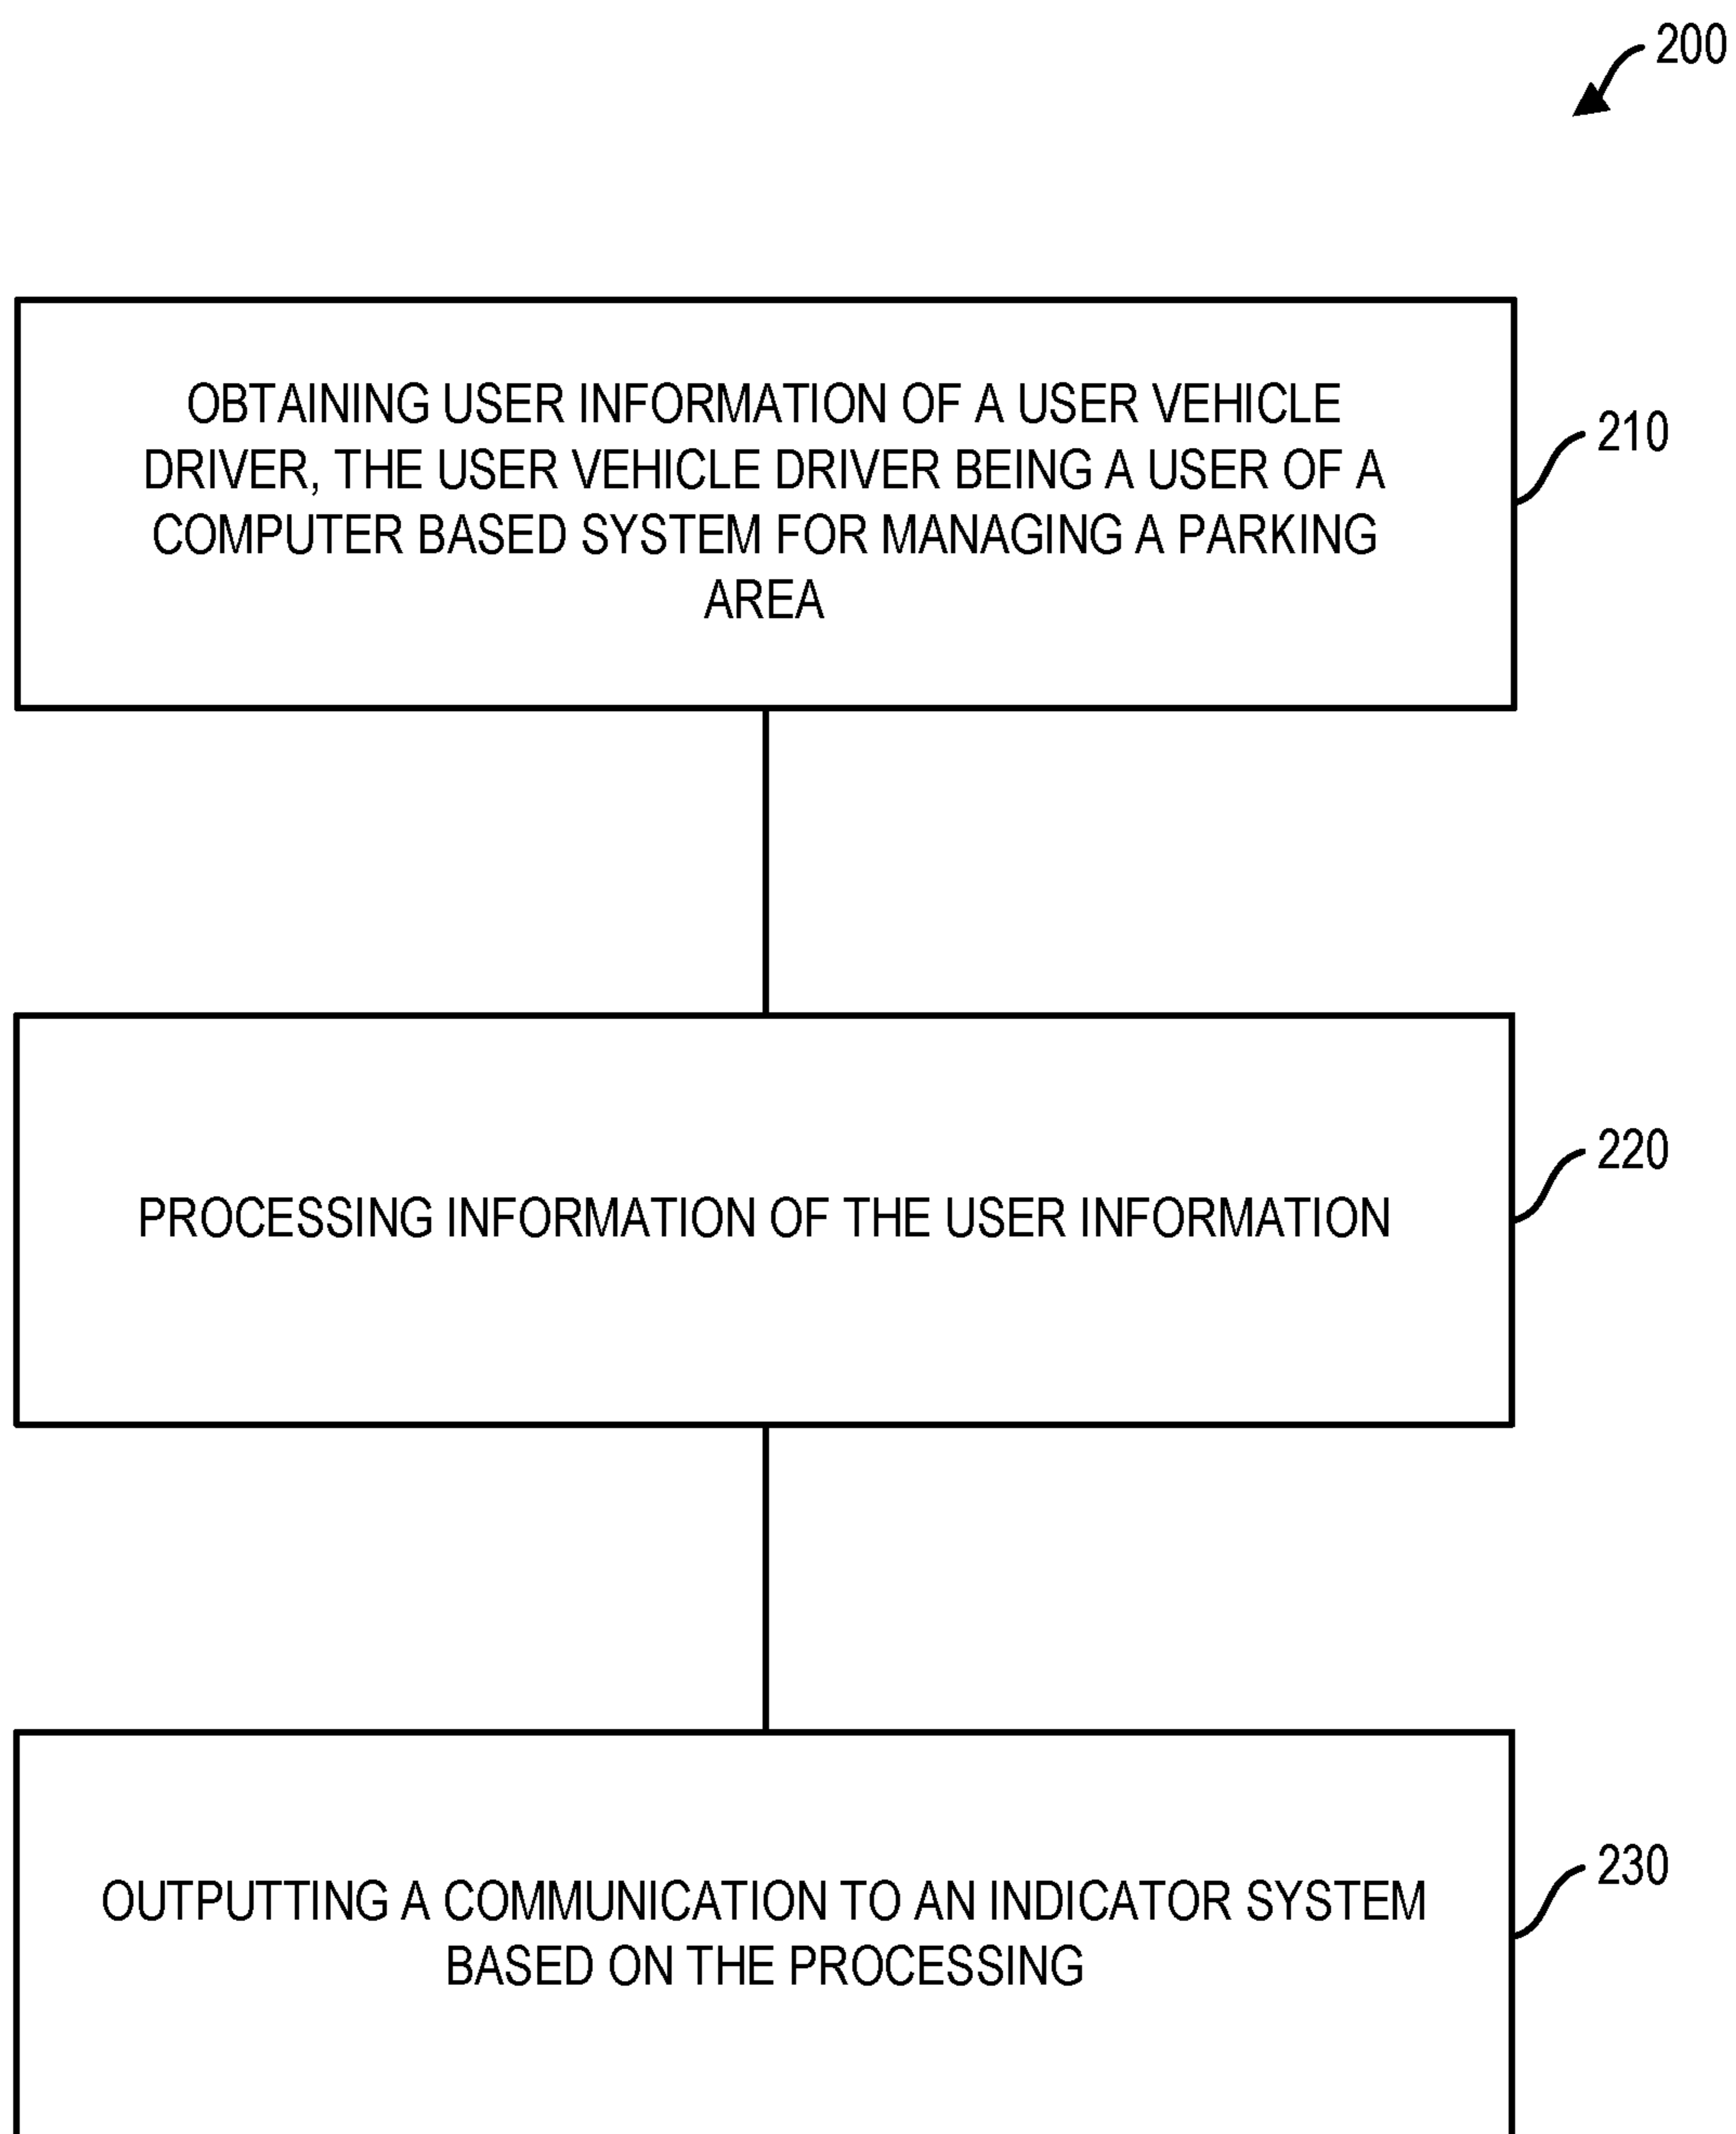 200
OBTAINING USER INFORMATION OF A USER VEHICLE
DRIVER, THE USER VEHICLE DRIVER BEING A USER OF A
COMPUTER BASED SYSTEM FOR MANAGING A PARKING
AREA
210
PROCESSING INFORMATION OF THE USER INFORMATION
220
OUTPUTTING A COMMUNICATION TO AN INDICATOR SYSTEM
BASED ON THE PROCESSING
230